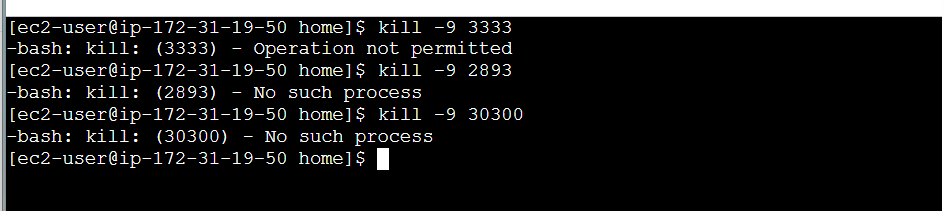 [ec2-user@ip-172-31-19-50 home]$ kill -9 3333
-bash: kill: (3333) - Operation not permitted
[ec2-user@ip-172-31-19-50 home]$ kill -9 2893
-bash: kill: (2893) - No such process
[ec2-user@ip-172-31-19-50 home]$ kill -9 30300
-bash: kill: (30300) - No such process
[ec2-user@ip-172-31-19-50 home]$